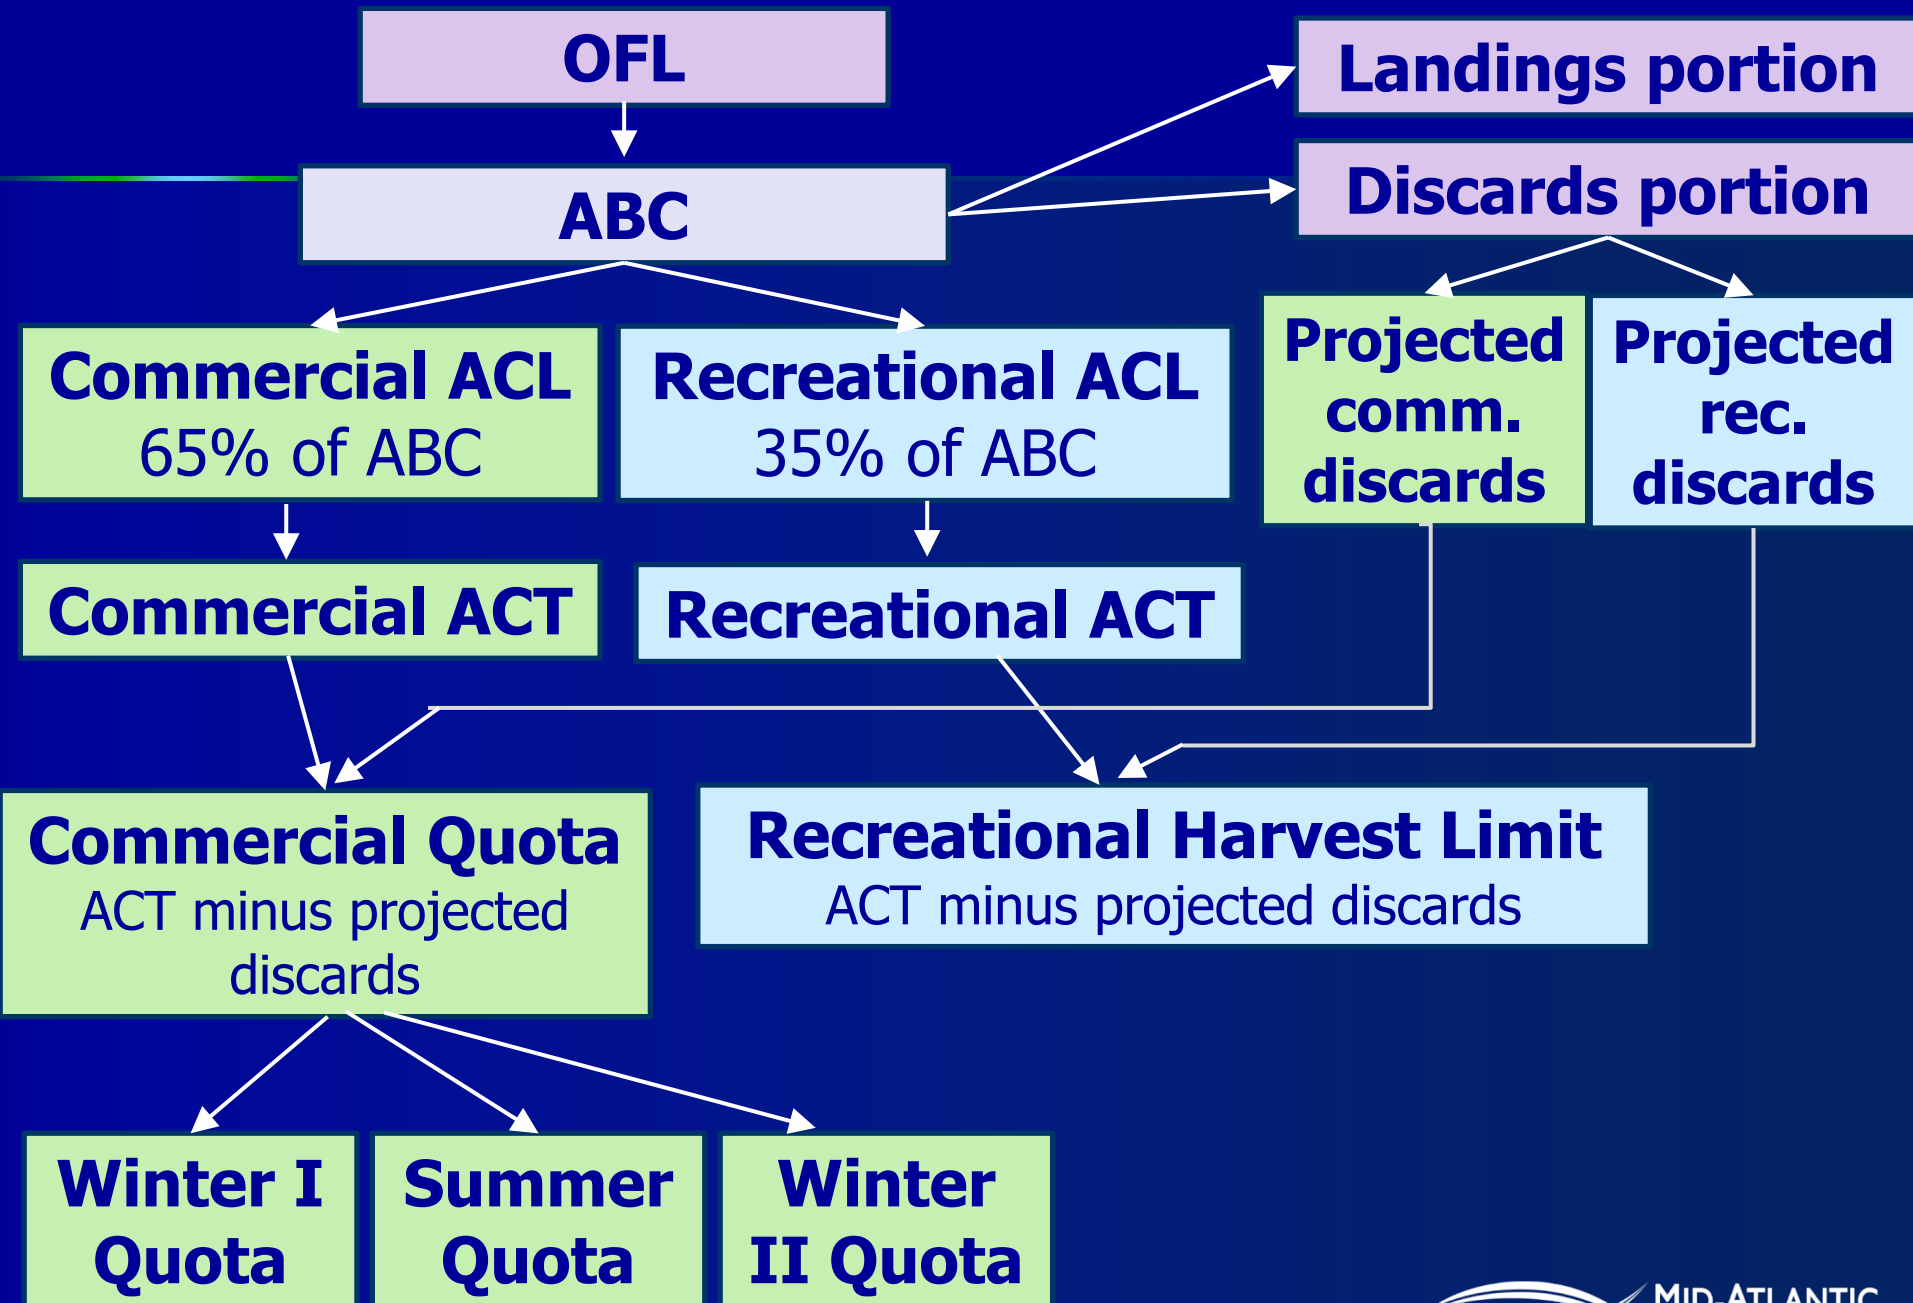 OFL
Landings portion
Discards portion
ABC
Commercial ACL
65% of ABC
Recreational ACL
35% of ABC
Projected
comm.
discards
Projected
rec.
discards
Commercial ACT
Recreational ACT
Commercial Quota
ACT minus projected
discards
Recreational Harvest Limit
ACT minus projected discards
Winter I
Quota
Summer
Quota
Winter
II Quota
MID-ATLANTIC